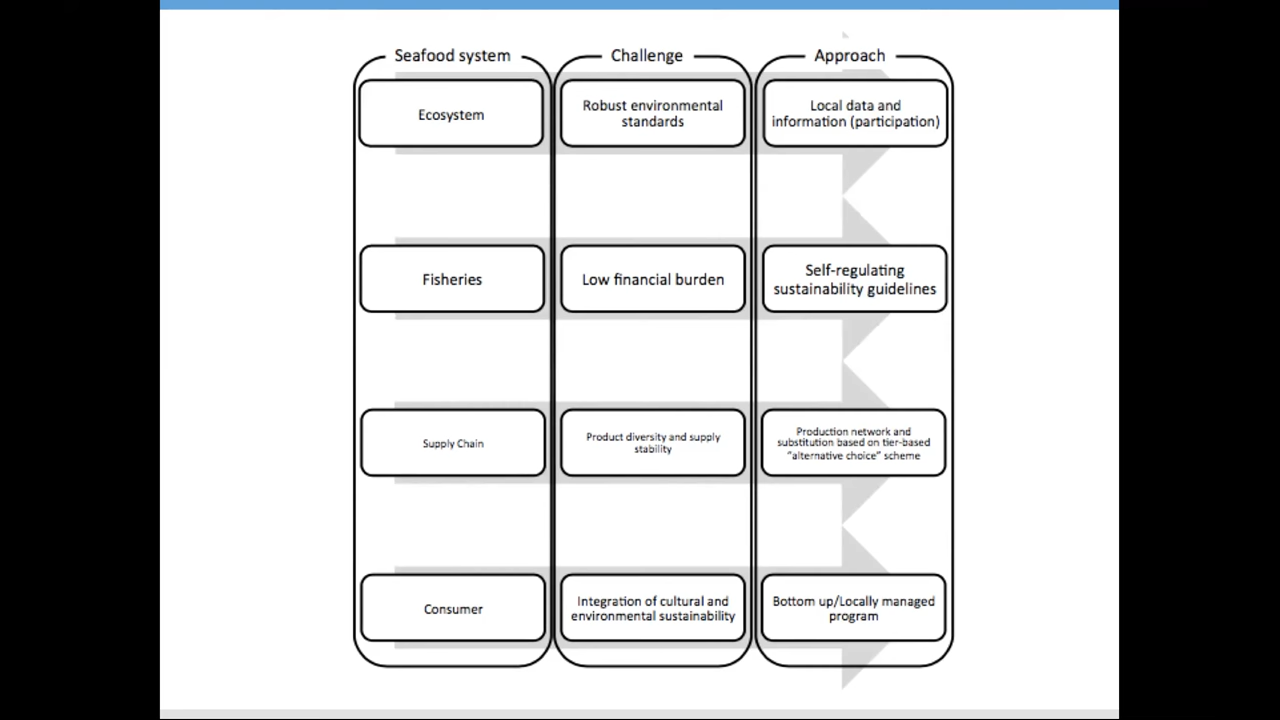 Seafood system
Challenge
Approach
Ecosystem
Robust environmental
standards
Local data and
information (participation)
Fisheries
Low financial burden
Self-regulating
sustainability guidelines
Supply Chain
Product diversity and supply
stability
Production network and
substitution based on tier-based
“alternative choice” scheme
Consumer
Integration of cultural and
environmental sustainability
Bottom up/Locally managed
program